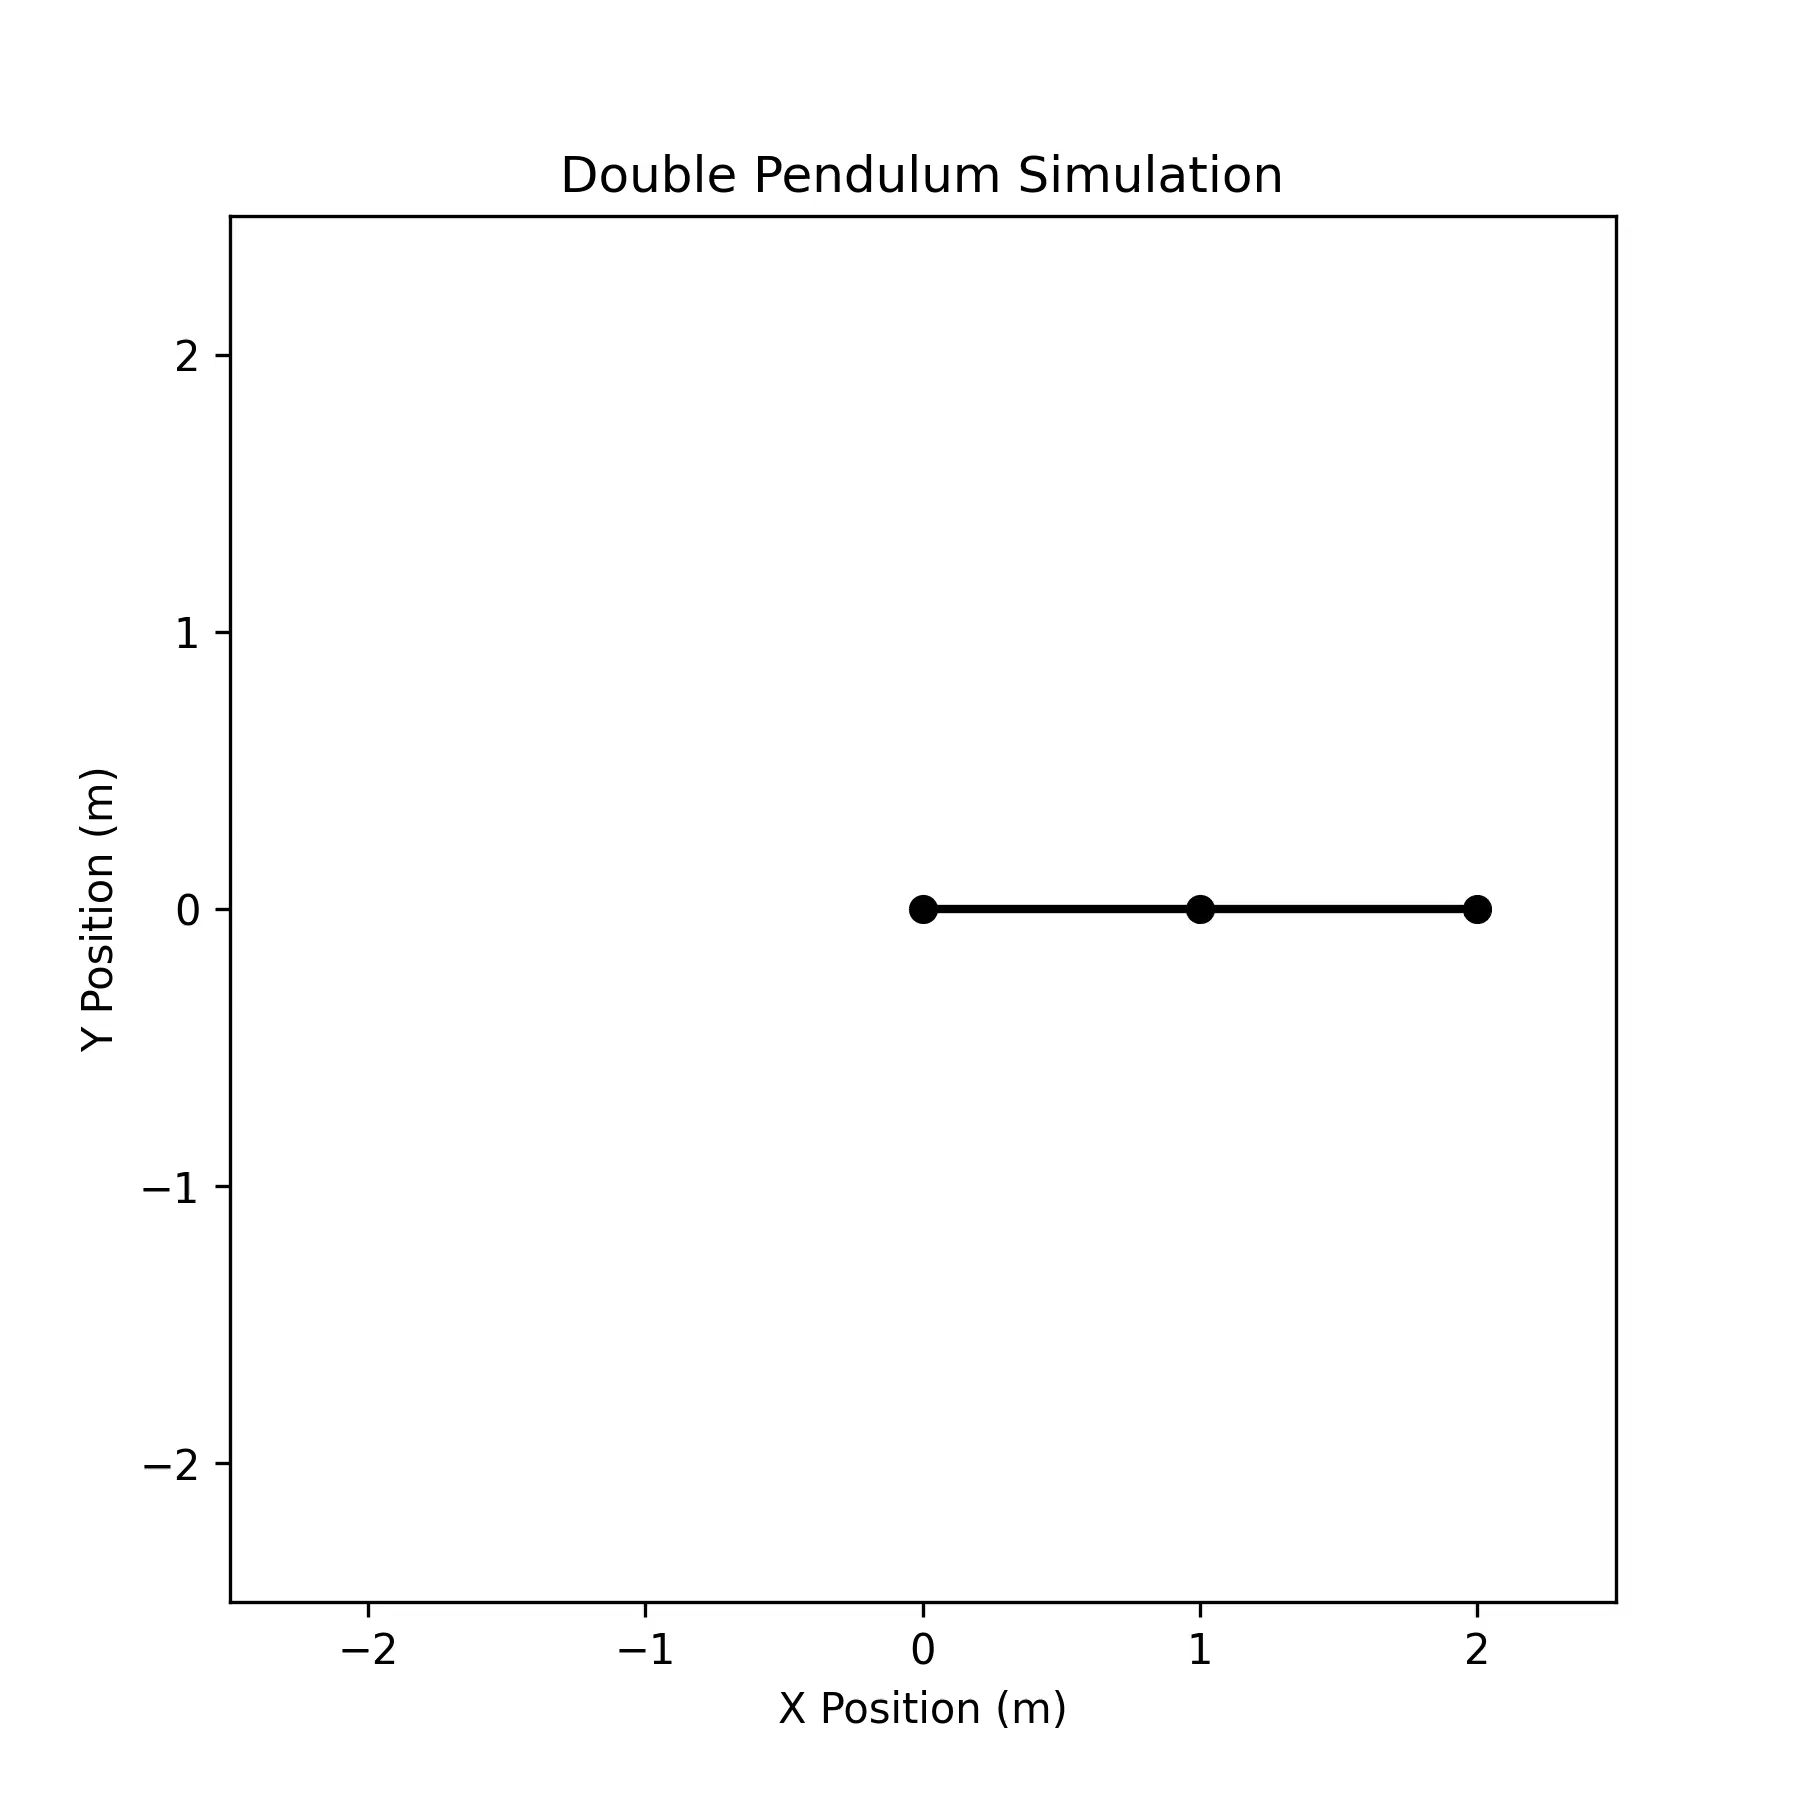 Double Pendulum Simulation
2
1
0
−1
−2
Y Position (m)
−2 −1 0 1 2
X Position (m)